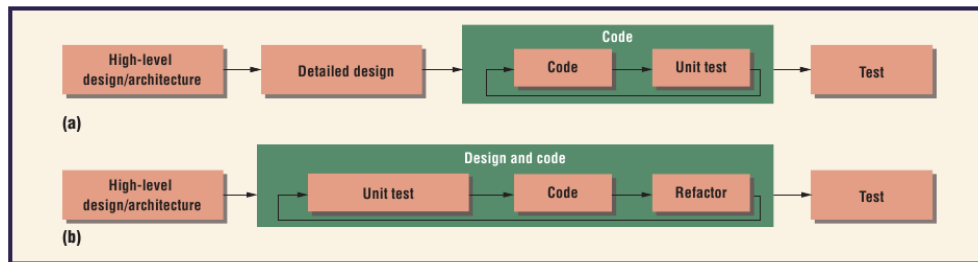 Code
High-level
design/architecture
Detailed design
Code
Unit test
Test
(a)
Design and code
High-level
design/architecture
Unit test
Code
Refactor
Test
(b)